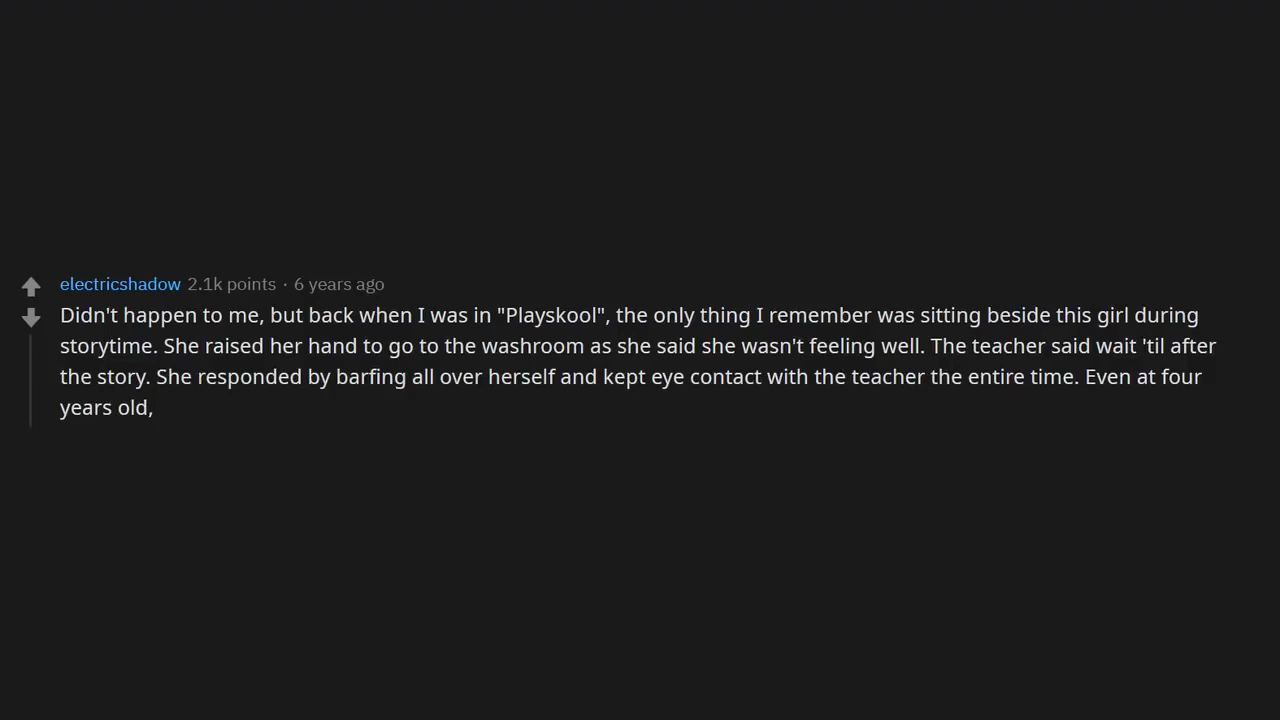 electricshadow 2.1k points · 6 years ago
Didn't happen to me, but back when I was in "Playskool", the only thing I remember was sitting beside this girl during
storytime. She raised her hand to go to the washroom as she said she wasn't feeling well. The teacher said wait 'til after
the story. She responded by barfing all over herself and kept eye contact with the teacher the entire time. Even at four
years old,